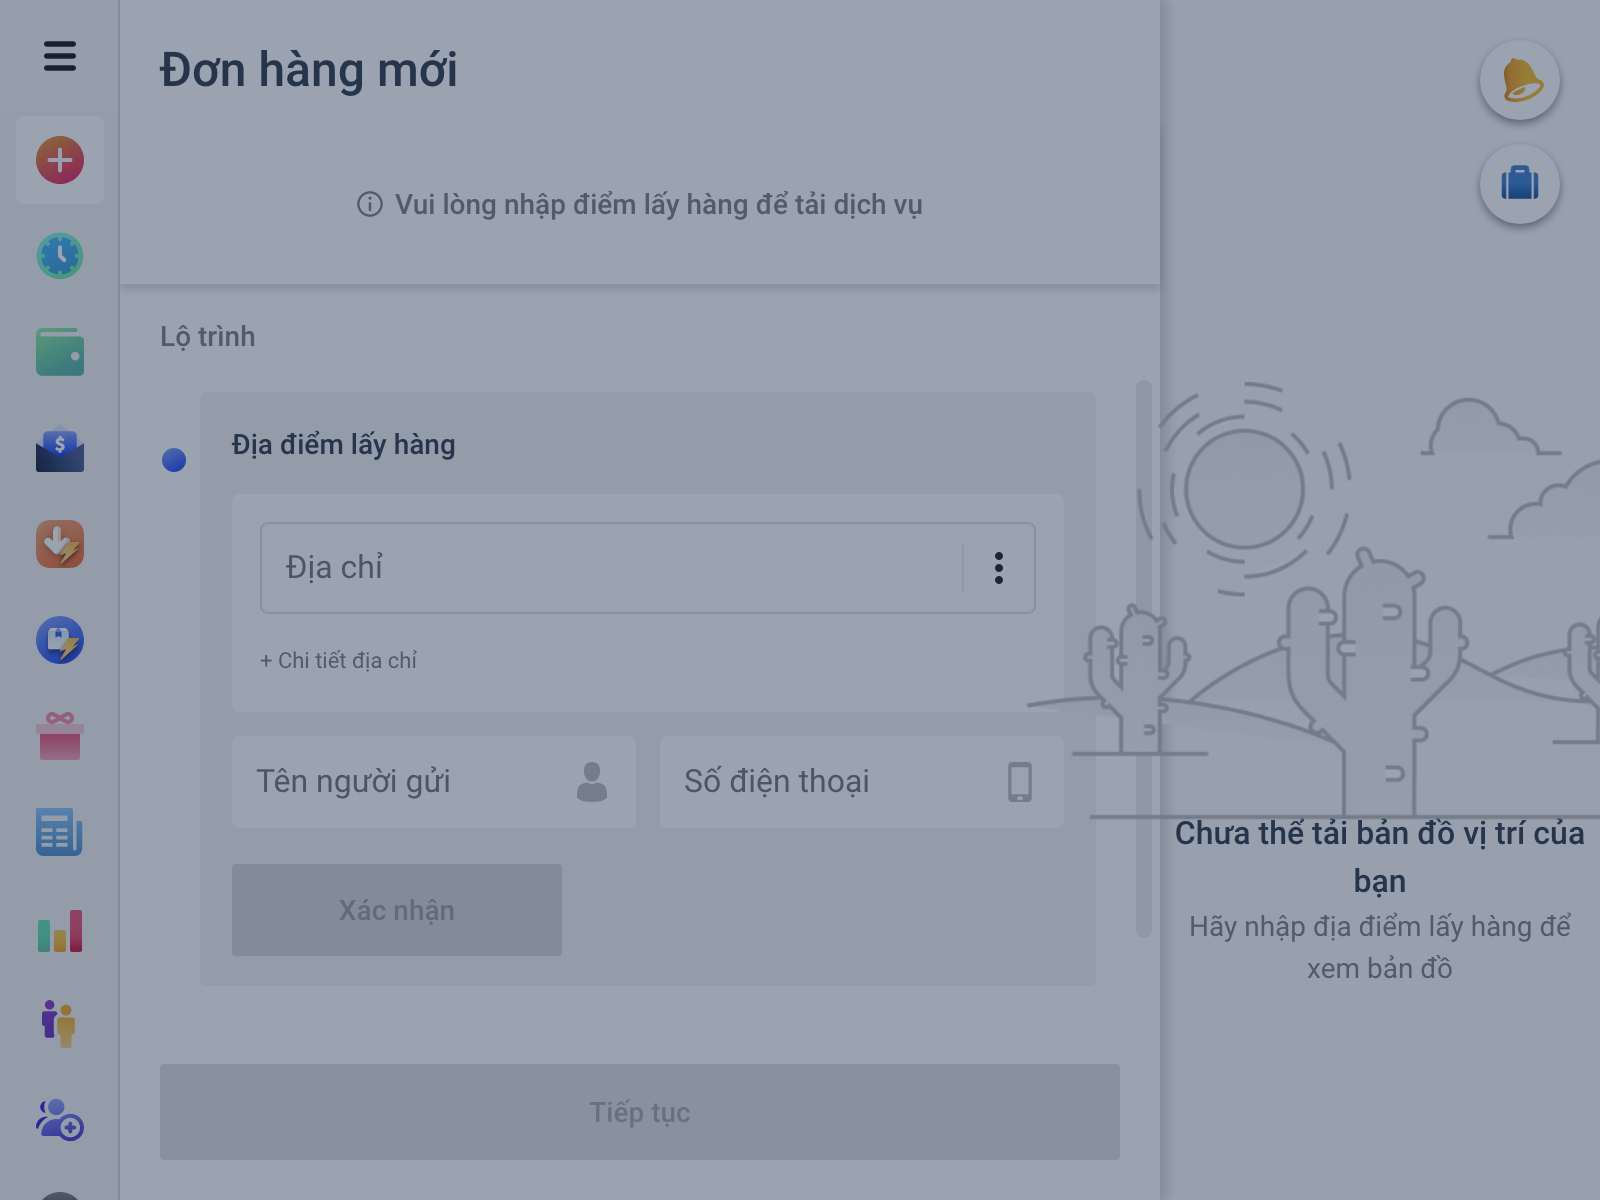 Đơn hàng mới
Vui lòng nhập điểm lấy hàng để tải dịch vụ
Lộ trình
Địa điểm lấy hàng
$
Địa chỉ
+ Chi tiết địa chỉ
Tên người gửi
Số điện thoại
Chưa thể tải bản đồ vị trí của
bạn
Xác nhận
Hãy nhập địa điểm lấy hàng để
xem bản đồ
Tiếp tục